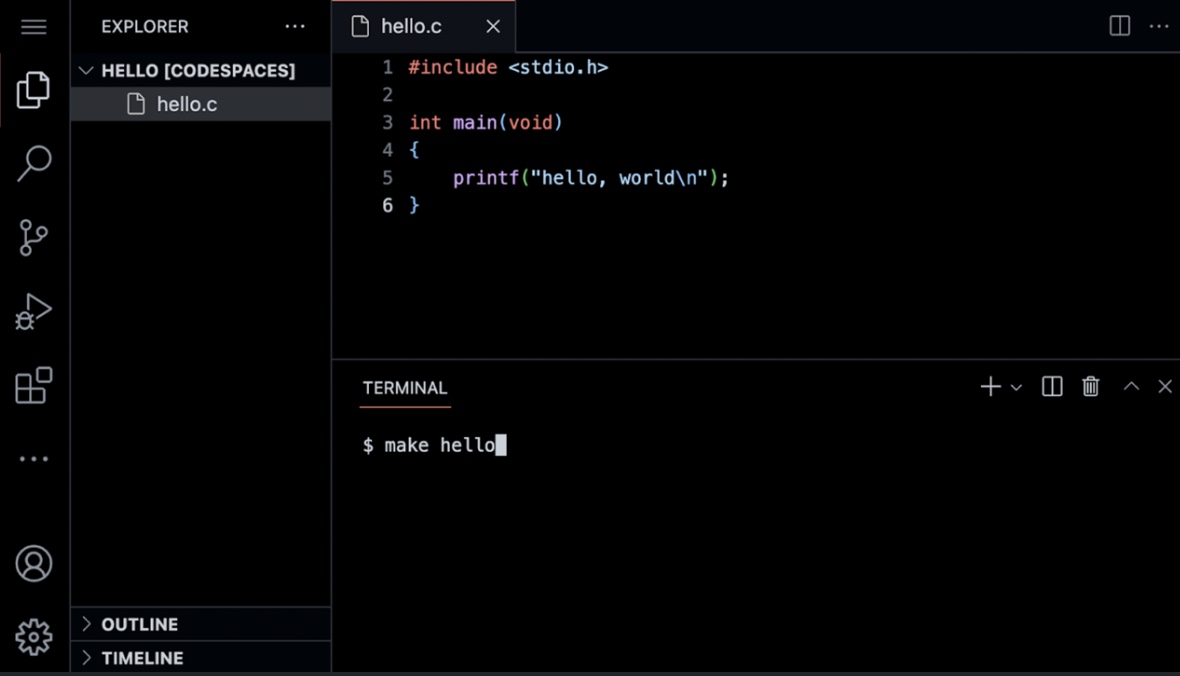 EXPLORER
HELLO [CODESPACES]
hello.c
OUTLINE
TIMELINE
hello.c
1 #include <stdio.h>
2
3 int main(void)
4 {
5     printf("hello, world\n");
6 }
TERMINAL
$ make hello